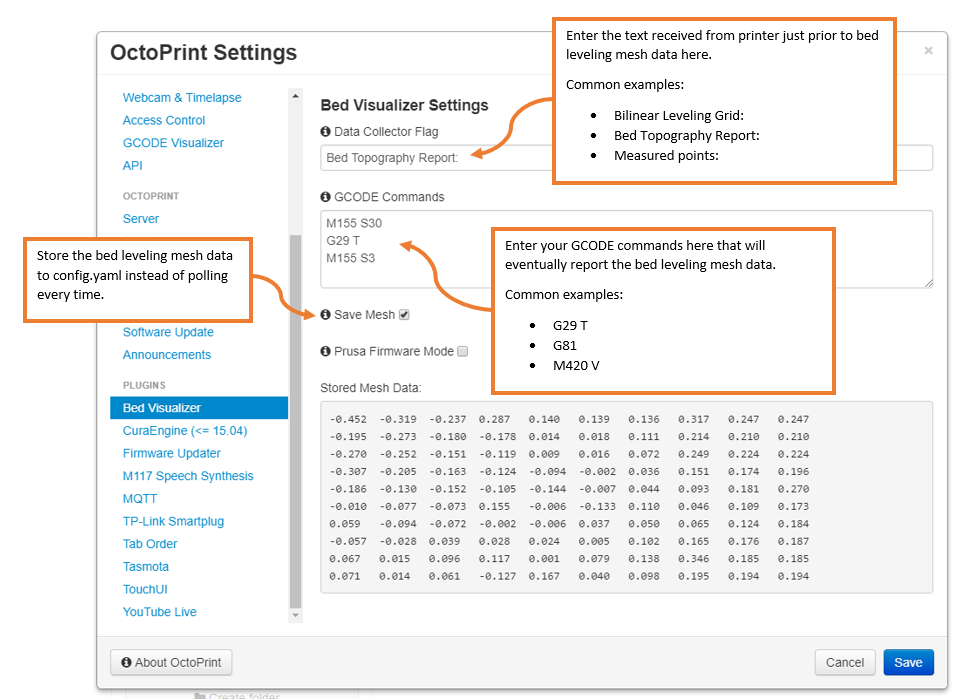 OctoPrint Settings
×
Webcam & Timelapse
Access Control
GCODE Visualizer
API
OCTOPRINT
Server
Software Update
Announcements
PLUGINS
Bed Visualizer
CuraEngine (<= 15.04)
Firmware Updater
M117 Speech Synthesis
MQTT
TP-Link Smartplug
Tab Order
Tasmota
TouchUI
YouTube Live
Bed Visualizer Settings
Data Collector Flag
Bed Topography Report:
GCODE Commands
M155 S30
G29 T
M155 S3
Save Mesh
Prusa Firmware Mode
Stored Mesh Data:
-0.452 -0.319 -0.237 0.287 0.140 0.139 0.136 0.317 0.247 0.247
-0.195 -0.273 -0.180 -0.178 0.014 0.018 0.111 0.214 0.210 0.210
-0.270 -0.252 -0.151 -0.119 0.009 0.016 0.072 0.249 0.224 0.224
-0.307 -0.205 -0.163 -0.124 -0.094 -0.002 0.036 0.151 0.174 0.196
-0.186 -0.130 -0.152 -0.105 -0.144 -0.007 0.044 0.093 0.181 0.270
-0.010 -0.077 -0.073 0.155 -0.006 -0.133 0.110 0.046 0.109 0.173
0.059 -0.094 -0.072 -0.002 -0.006 0.037 0.050 0.065 0.124 0.184
-0.057 -0.028 0.039 0.028 0.024 0.005 0.102 0.165 0.176 0.187
0.067 0.015 0.096 0.117 0.001 0.079 0.138 0.346 0.185 0.185
0.071 0.014 0.061 -0.127 0.167 0.040 0.098 0.195 0.194 0.194
Enter the text received from printer just prior to bed
leveling mesh data here.
Common examples:
• Bilinear Leveling Grid:
• Bed Topography Report:
• Measured points:
Enter your GCODE commands here that will
eventually report the bed leveling mesh data.
Common examples:
• G29 T
• G81
• M420 V
Store the bed leveling mesh data
to config.yaml instead of polling
every time.
About OctoPrint
Cancel
Save
Create folder